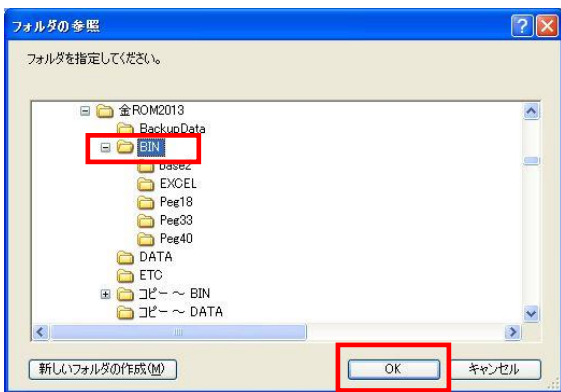 フォルダの参照
フォルダを指定してください。
金ROM2013
BackupData
BIN
base2
EXCEL
Peg18
Peg33
Peg40
DATA
ETC
コピー ～ BIN
コピー ～ DATA
新しいフォルダの作成(M)
OK
キャンセル